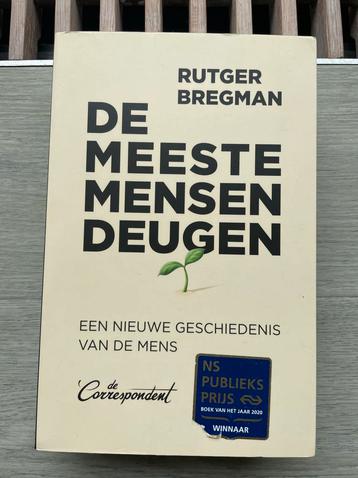 RUTGER
BREGMAN
DE
MEESTE
MENSEN
DEUGEN
EEN NIEUWE GESCHIEDENIS
VAN DE MENS
de
Correspondent
NS
PUBLIEKS
PRIJS
BOEK VAN HET JAAR 2020
WINNAAR